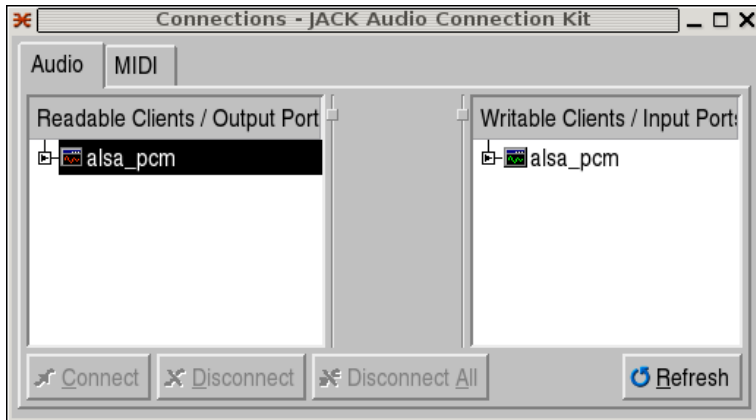 Connections - JACK Audio Connection Kit
Audio MIDI
Readable Clients / Output Port
Writable Clients / Input Ports
alsa_pcm
alsa_pcm
Connect Disconnect Disconnect All Refresh